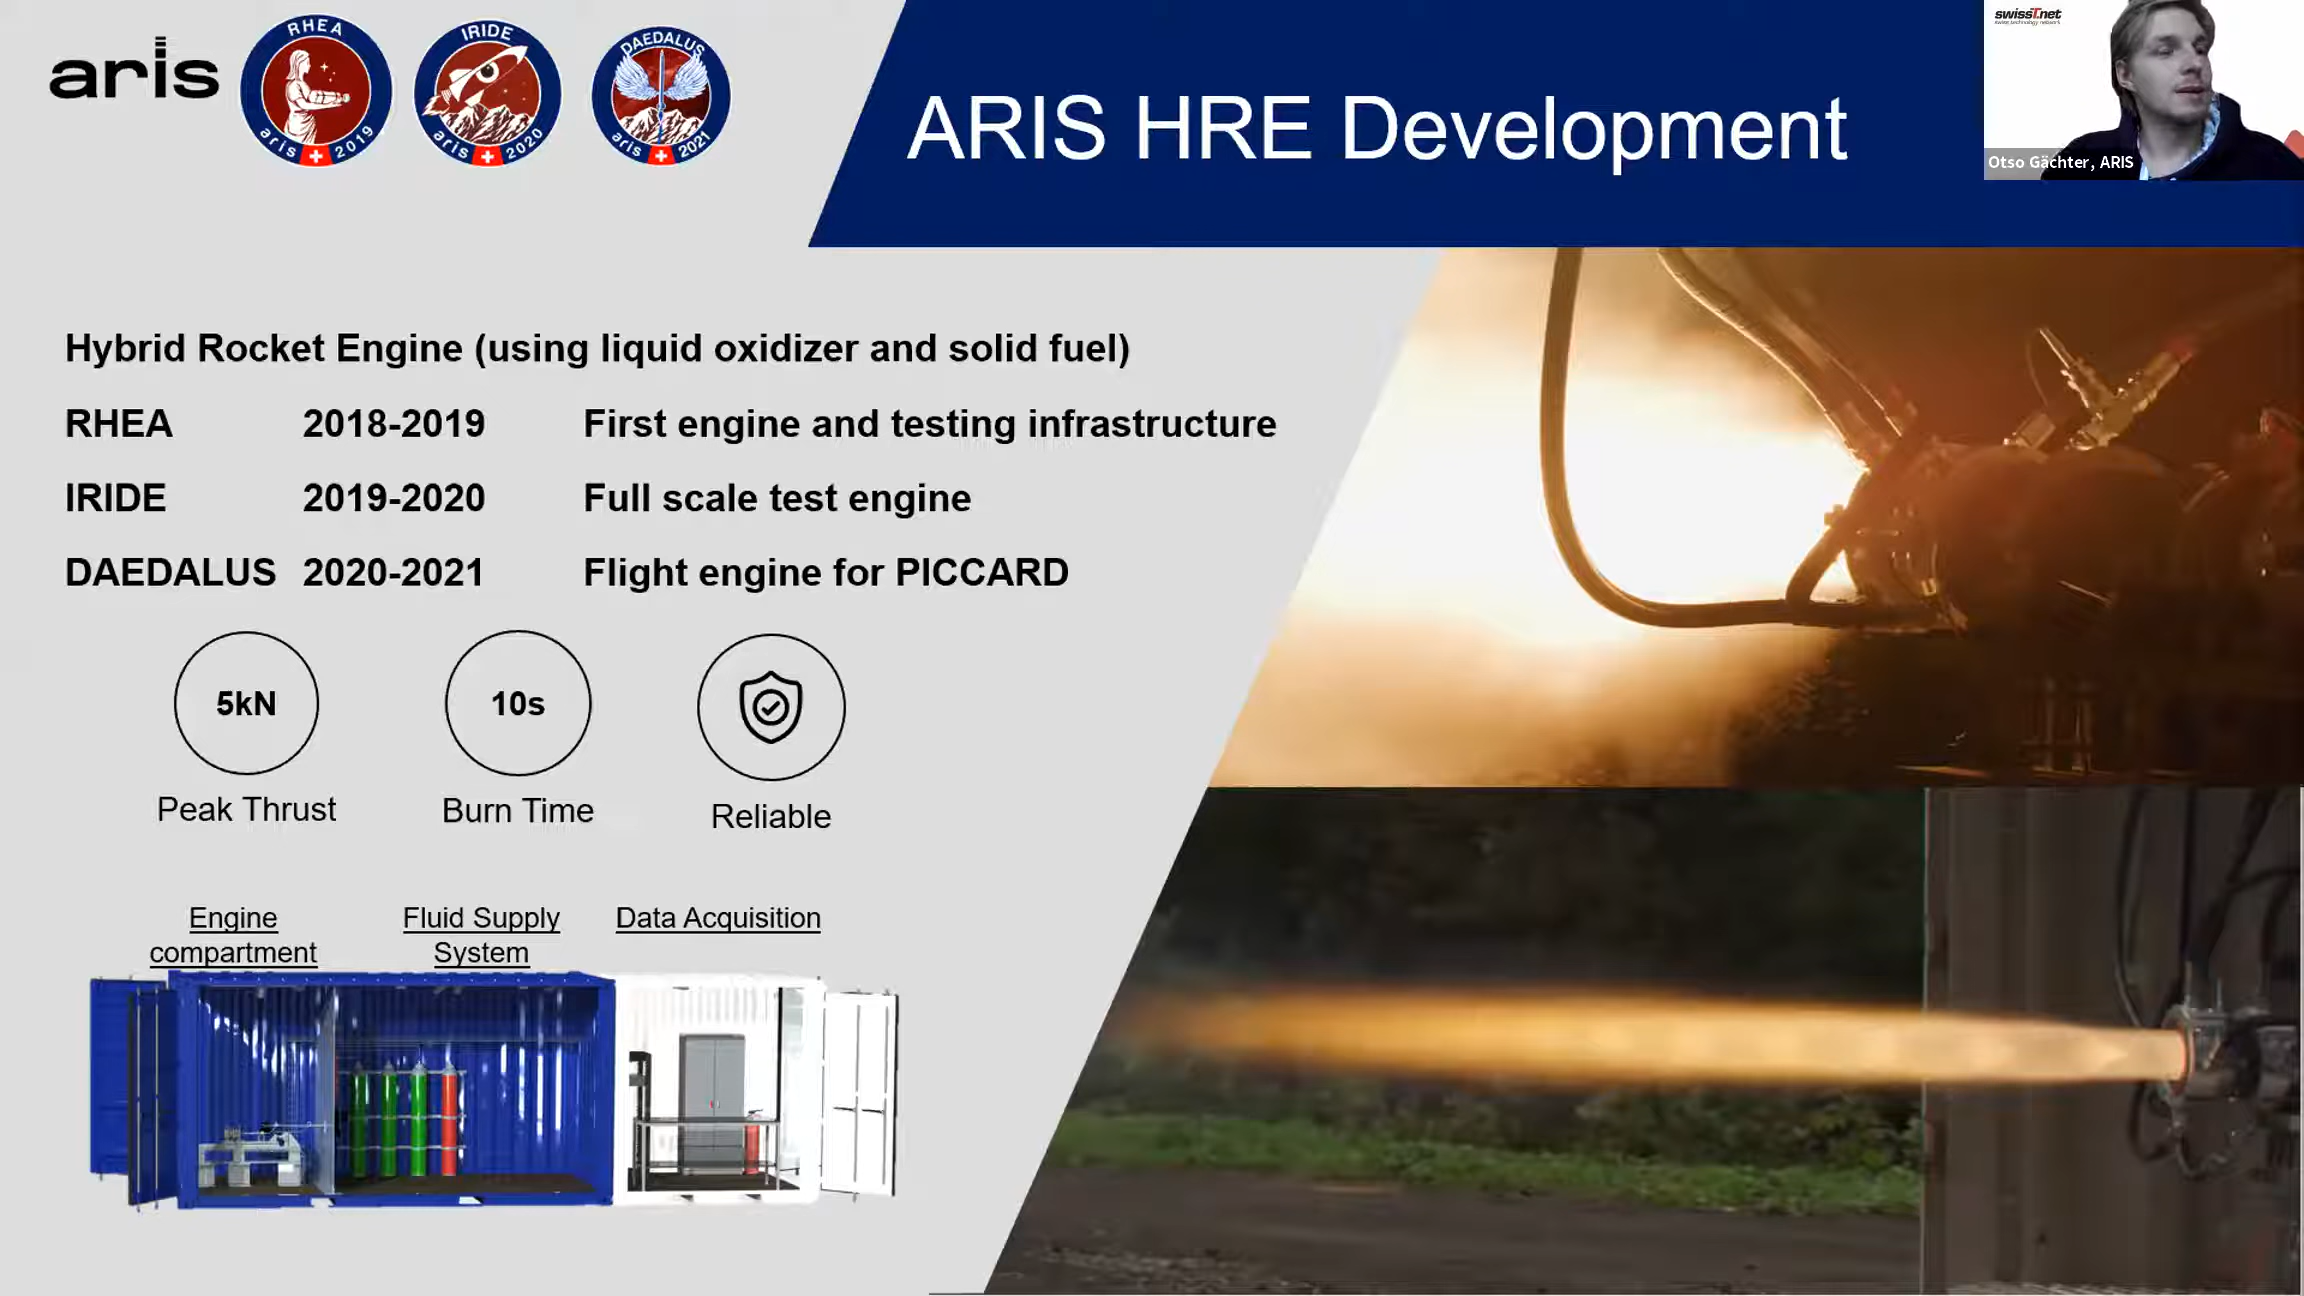 aris
RHEA
aris 2019
IRIDE
aris 2020
DAEDALUS
aris 2021
ARIS HRE Development
swissT.net
swiss technology network
Otso Gächter, ARIS
Hybrid Rocket Engine (using liquid oxidizer and solid fuel)
RHEA 2018-2019 First engine and testing infrastructure
IRIDE 2019-2020 Full scale test engine
DAEDALUS 2020-2021 Flight engine for PICCARD
5kN
10s
Peak Thrust
Burn Time
Reliable
Engine
compartment
Fluid Supply
System
Data Acquisition